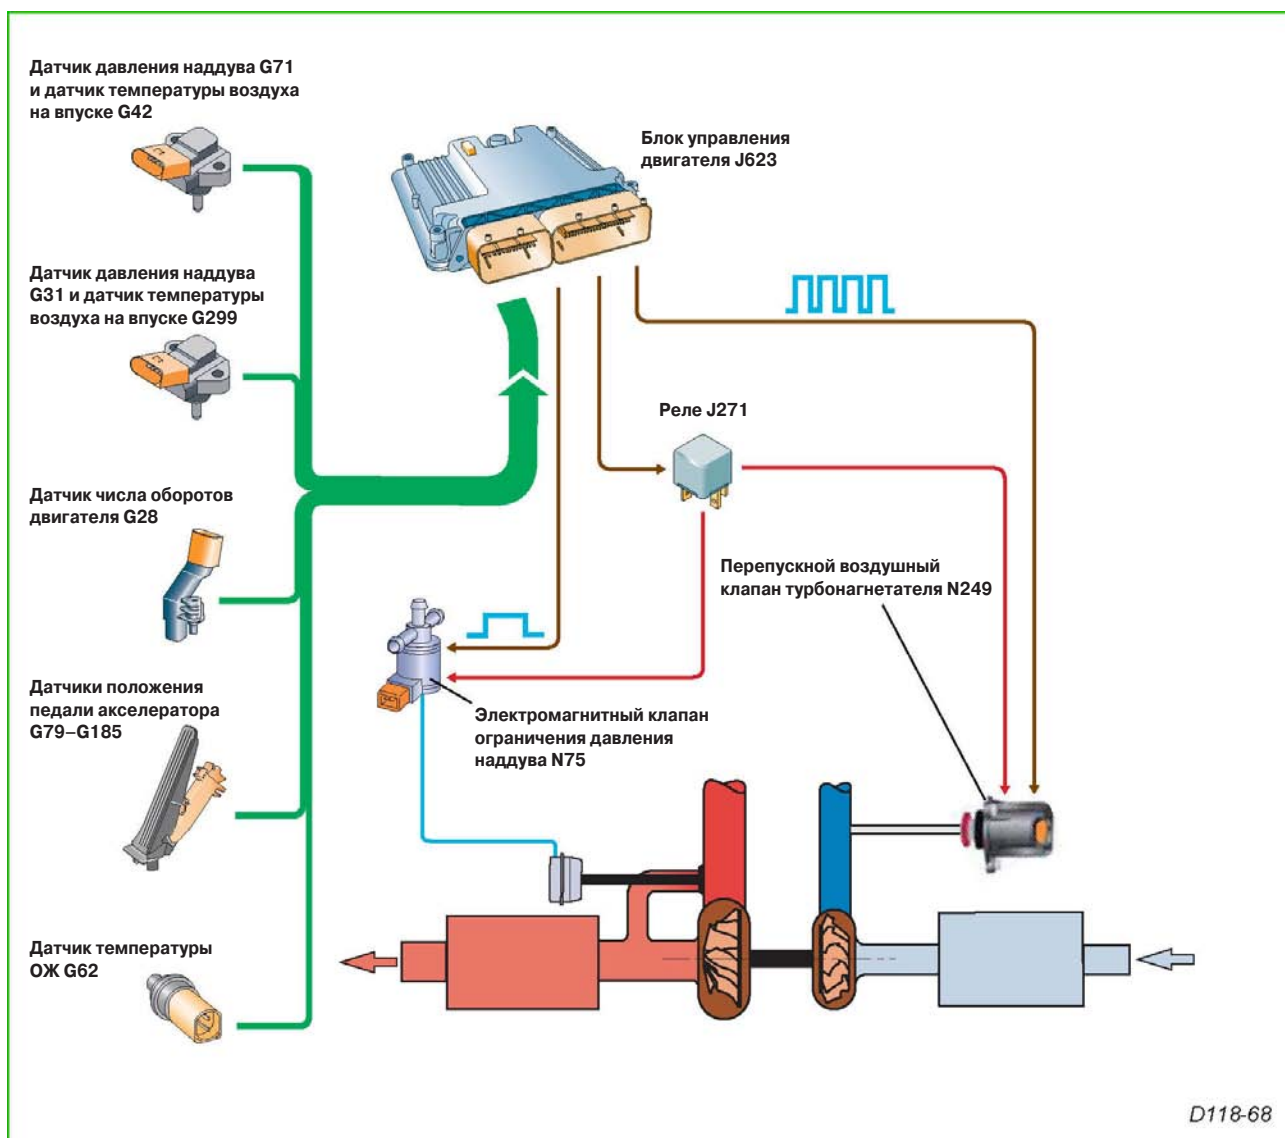 Датчик давления наддува G71
и датчик температуры воздуха
на впуске G42
Блок управления
двигателя J623
Датчик давления наддува
G31 и датчик температуры
воздуха на впуске G299
Реле J271
Датчик числа оборотов
двигателя G28
Перепускной воздушный
клапан турбонагнетателя N249
Датчики положения
педали акселератора
G79–G185
Электромагнитный клапан
ограничения давления
наддува N75
Датчик температуры
ОЖ G62
D118-68